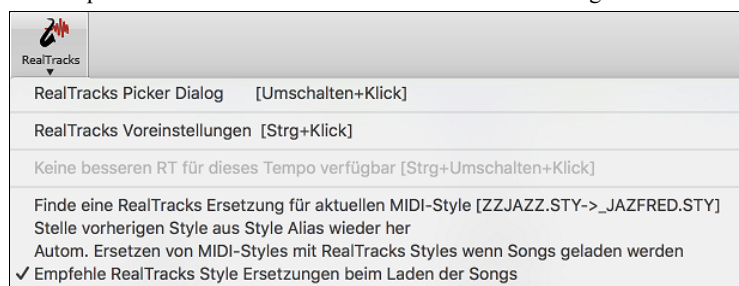 RealTracks
RealTracks Picker Dialog [Umschalten+Klick]
RealTracks Voreinstellungen [Strg+Klick]
Keine besseren RT für dieses Tempo verfügbar [Strg+Umschalten+Klick]
Finde eine RealTracks Ersetzung für aktuellen MIDI-Style [ZZJAZZ.STY->_JAZFRED.STY]
Stelle vorherigen Style aus Style Alias wieder her
Autom. Ersetzen von MIDI-Styles mit RealTracks Styles wenn Songs geladen werden
✓ Empfehle RealTracks Style Ersetzungen beim Laden der Songs